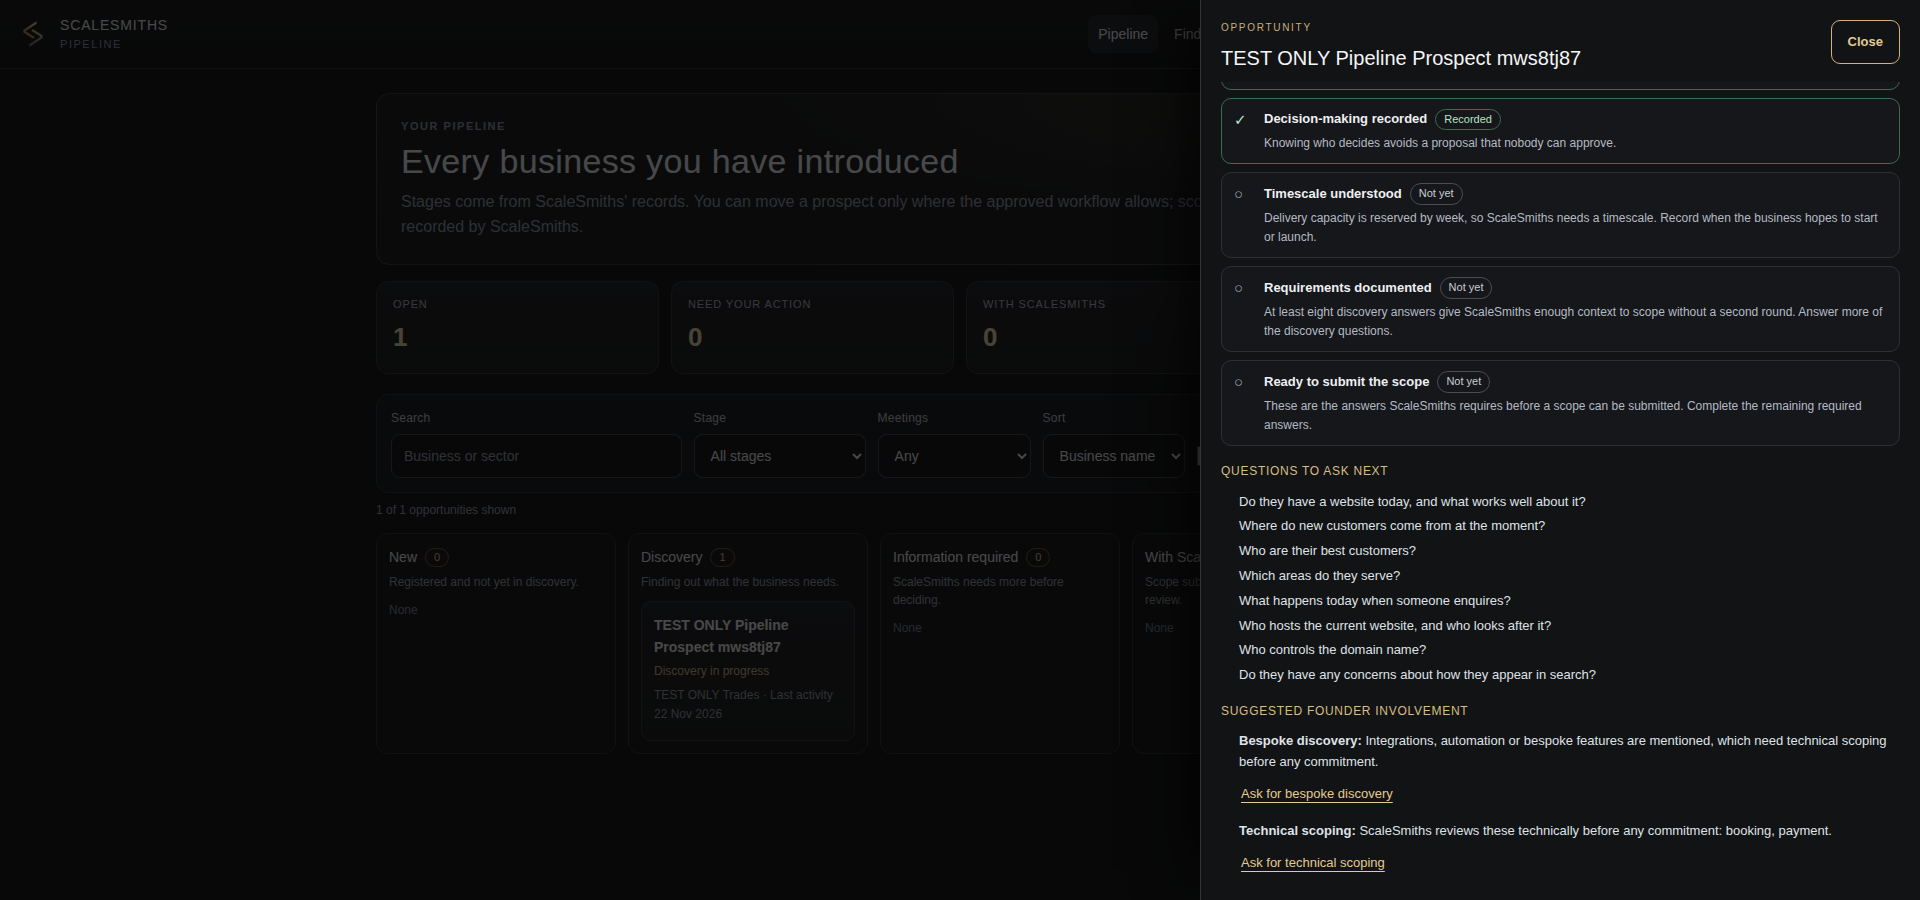 SCALESMITHS
PIPELINE
Pipeline
Find
YOUR PIPELINE
Every business you have introduced
Stages come from ScaleSmiths' records. You can move a prospect only where the approved workflow allows; sco
recorded by ScaleSmiths.
OPEN
1
NEED YOUR ACTION
0
WITH SCALESMITHS
0
Search
Business or sector
Stage
All stages
Meetings
Any
Sort
Business name
1 of 1 opportunities shown
New 0
Registered and not yet in discovery.
None
Discovery 1
Finding out what the business needs.
TEST ONLY Pipeline
Prospect mws8tj87
Discovery in progress
TEST ONLY Trades · Last activity
22 Nov 2026
Information required 0
ScaleSmiths needs more before
deciding.
None
With Sca
Scope sub
review.
None
OPPORTUNITY
TEST ONLY Pipeline Prospect mws8tj87
Close
✓ Decision-making recorded Recorded
Knowing who decides avoids a proposal that nobody can approve.
○ Timescale understood Not yet
Delivery capacity is reserved by week, so ScaleSmiths needs a timescale. Record when the business hopes to start
or launch.
○ Requirements documented Not yet
At least eight discovery answers give ScaleSmiths enough context to scope without a second round. Answer more of
the discovery questions.
○ Ready to submit the scope Not yet
These are the answers ScaleSmiths requires before a scope can be submitted. Complete the remaining required
answers.
QUESTIONS TO ASK NEXT
Do they have a website today, and what works well about it?
Where do new customers come from at the moment?
Who are their best customers?
Which areas do they serve?
What happens today when someone enquires?
Who hosts the current website, and who looks after it?
Who controls the domain name?
Do they have any concerns about how they appear in search?
SUGGESTED FOUNDER INVOLVEMENT
Bespoke discovery: Integrations, automation or bespoke features are mentioned, which need technical scoping
before any commitment.
Ask for bespoke discovery
Technical scoping: ScaleSmiths reviews these technically before any commitment: booking, payment.
Ask for technical scoping